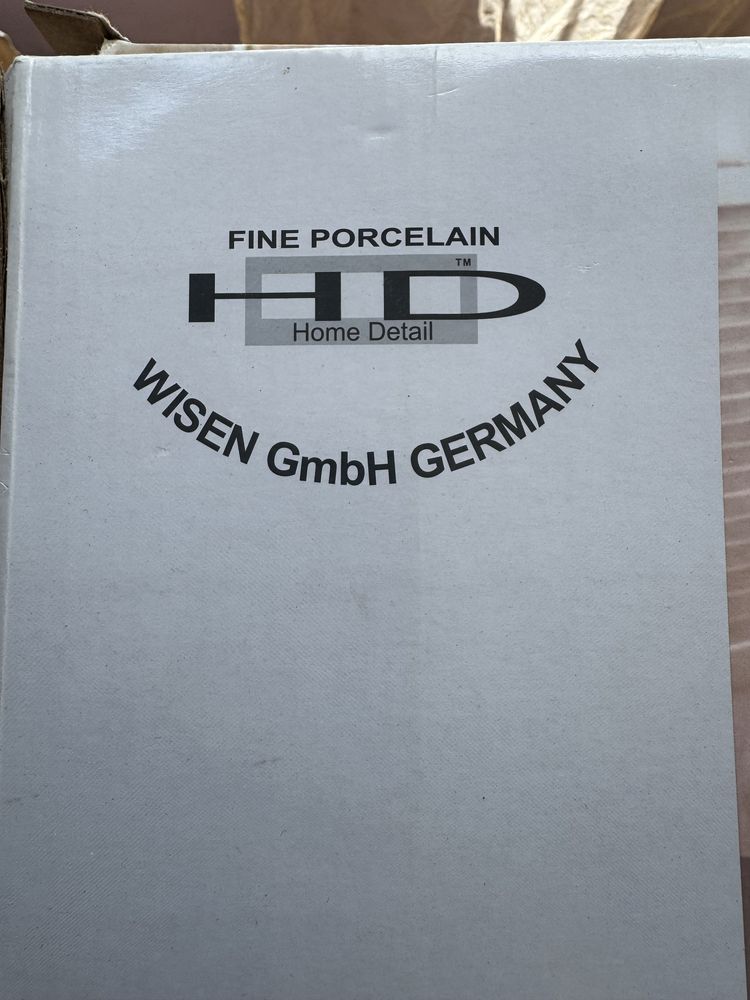 FINE PORCELAIN
HD™
Home Detail
WISEN GmbH GERMANY